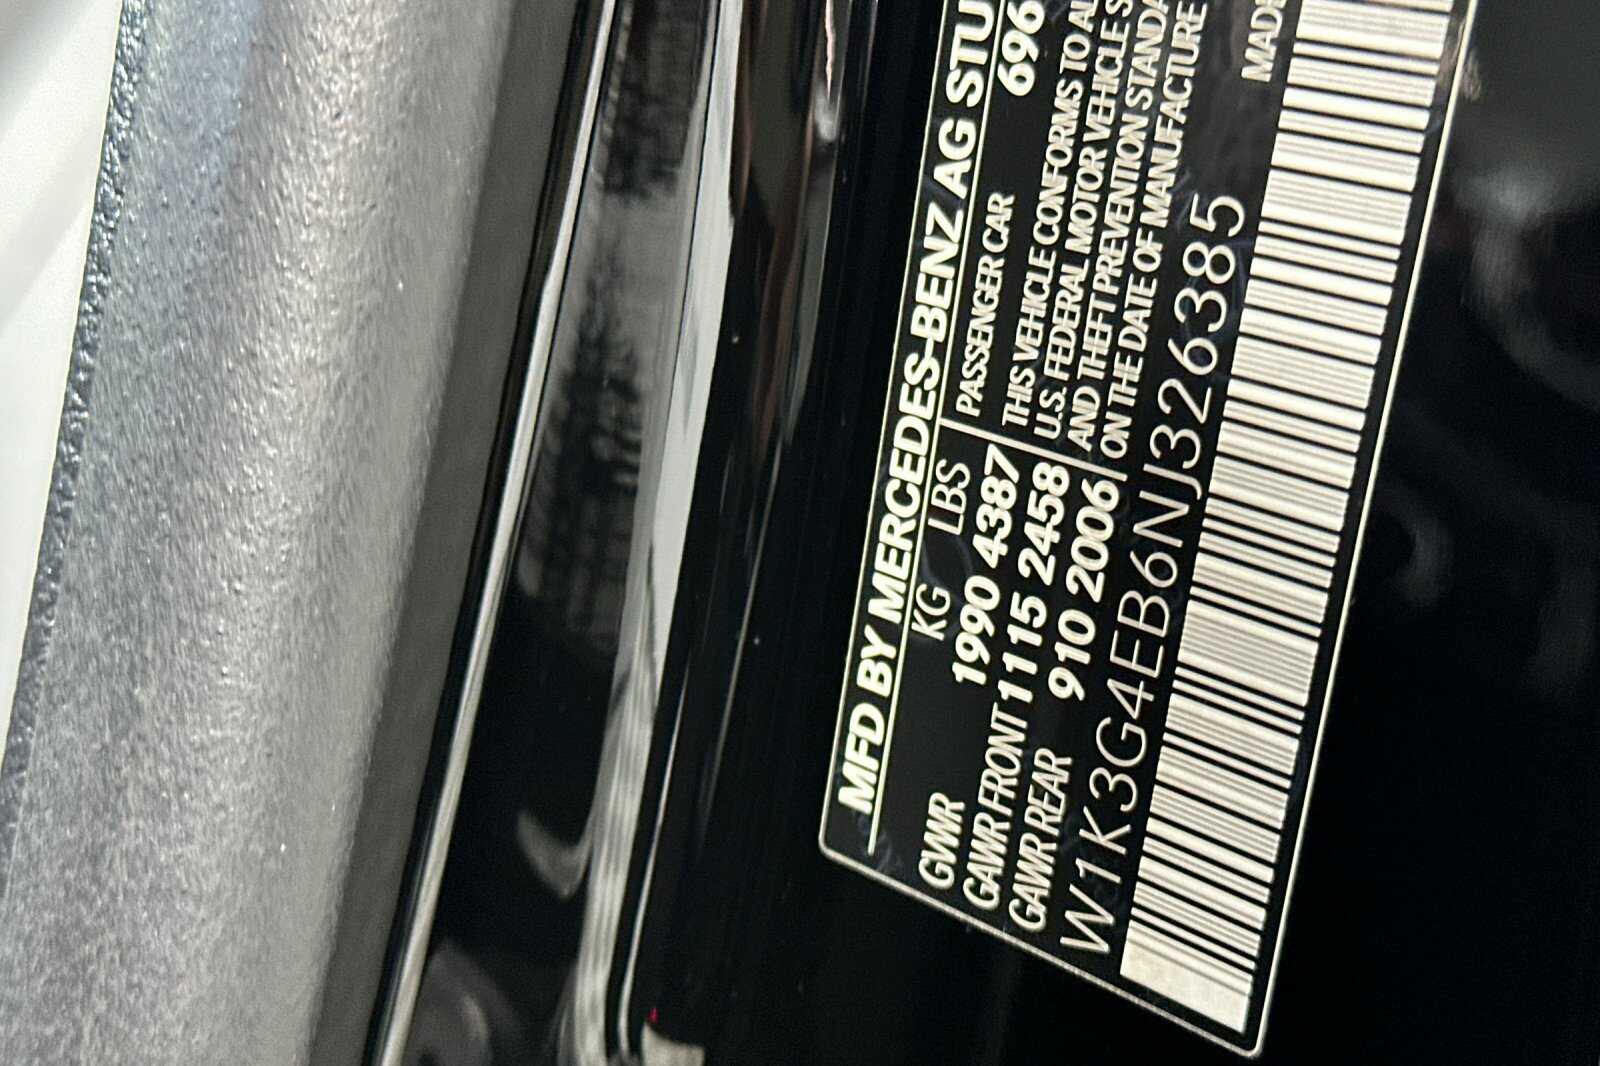 MFD BY MERCEDES-BENZ AG STU
KG LBS
696
GVWR 1990 4387
PASSENGER CAR
GAWR FRONT 1115 2458
GAWR REAR 910 2006
THIS VEHICLE CONFORMS TO AL
U.S. FEDERAL MOTOR VEHICLE S
AND THEFT PREVENTION STANDA
ON THE DATE OF MANUFACTURE
W1K3G4EB6NJ326385
MADE